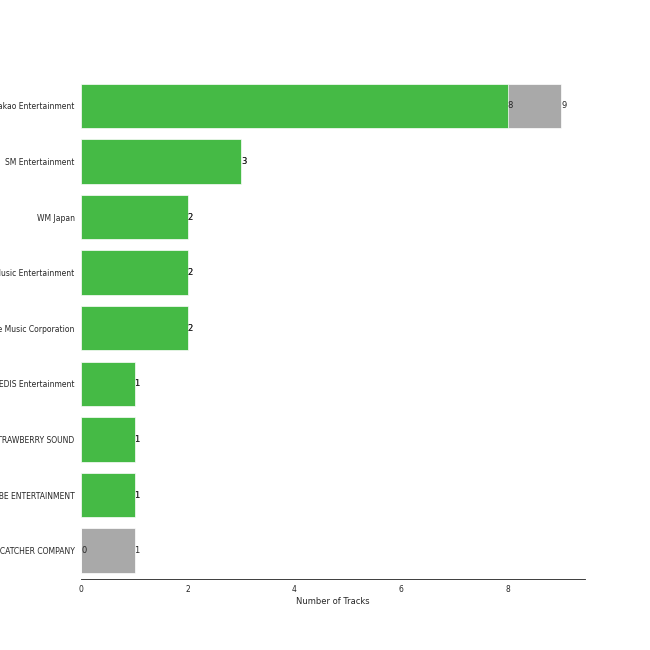 akao Entertainment 8 9
SM Entertainment 3
WM Japan 2
usic Entertainment 2
e Music Corporation 2
EDIS Entertainment 1
TRAWBERRY SOUND 1
BE ENTERTAINMENT 1
CATCHER COMPANY 0 1
0 2 4 6 8
Number of Tracks